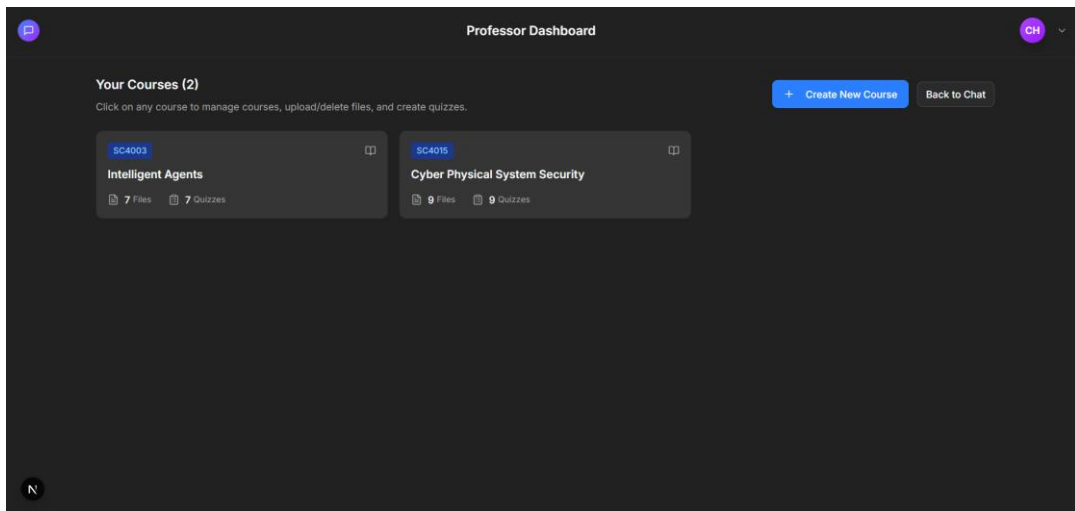 Professor Dashboard
CH
Your Courses (2)
Click on any course to manage courses, upload/delete files, and create quizzes.
+ Create New Course
Back to Chat
SC4003
Intelligent Agents
7 Files 7 Quizzes
SC4015
Cyber Physical System Security
9 Files 9 Quizzes
N